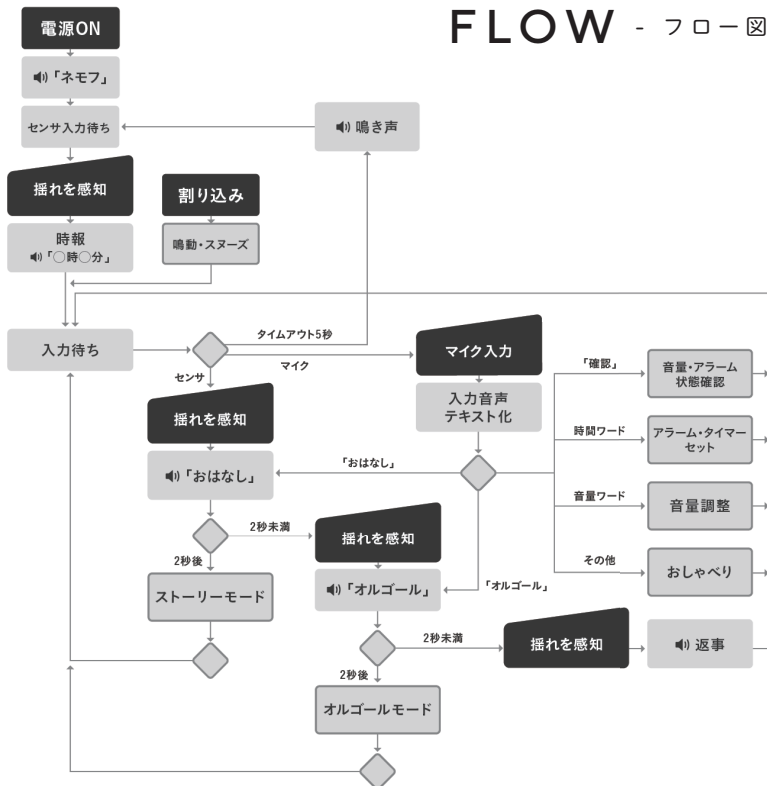 FLOW - フロー図
電源ON
「ネモフ」
センサ入力待ち
鳴き声
揺れを感知
割り込み
時報
「○時○分」
鳴動・スヌーズ
入力待ち
タイムアウト5秒
マイク
センサ
マイク入力
入力音声
テキスト化
「確認」
音量・アラーム
状態確認
揺れを感知
時間ワード
アラーム・タイマー
セット
「おはなし」
「おはなし」
音量ワード
音量調整
2秒未満
揺れを感知
2秒後
その他
おしゃべり
ストーリーモード
「オルゴール」
「オルゴール」
2秒未満
揺れを感知
返事
2秒後
オルゴールモード